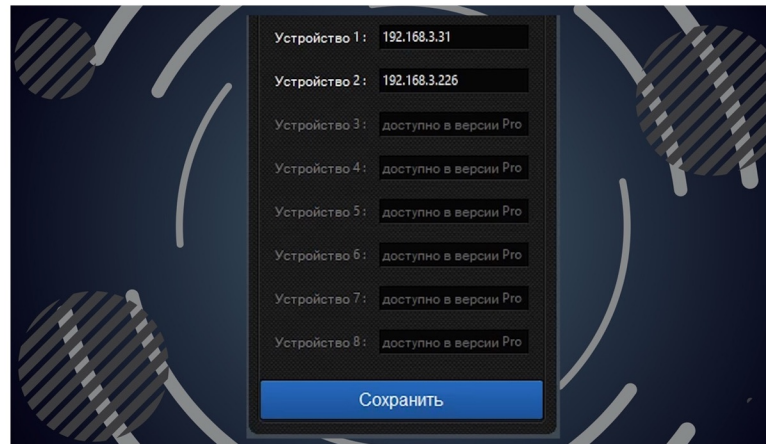 Устройство 1: 192.168.3.31
Устройство 2: 192.168.3.226
Устройство 3: доступно в версии Pro
Устройство 4: доступно в версии Pro
Устройство 5: доступно в версии Pro
Устройство 6: доступно в версии Pro
Устройство 7: доступно в версии Pro
Устройство 8: доступно в версии Pro
Сохранить